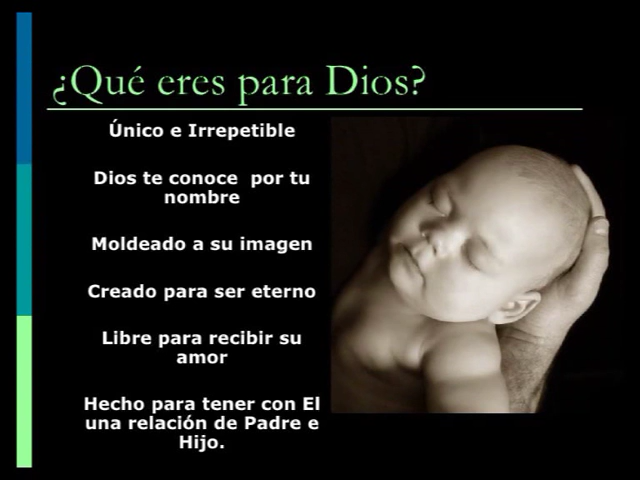 ¿Qué eres para Dios?
Único e Irrepetible
Dios te conoce por tu
nombre
Moldeado a su imagen
Creado para ser eterno
Libre para recibir su
amor
Hecho para tener con El
una relación de Padre e
Hijo.